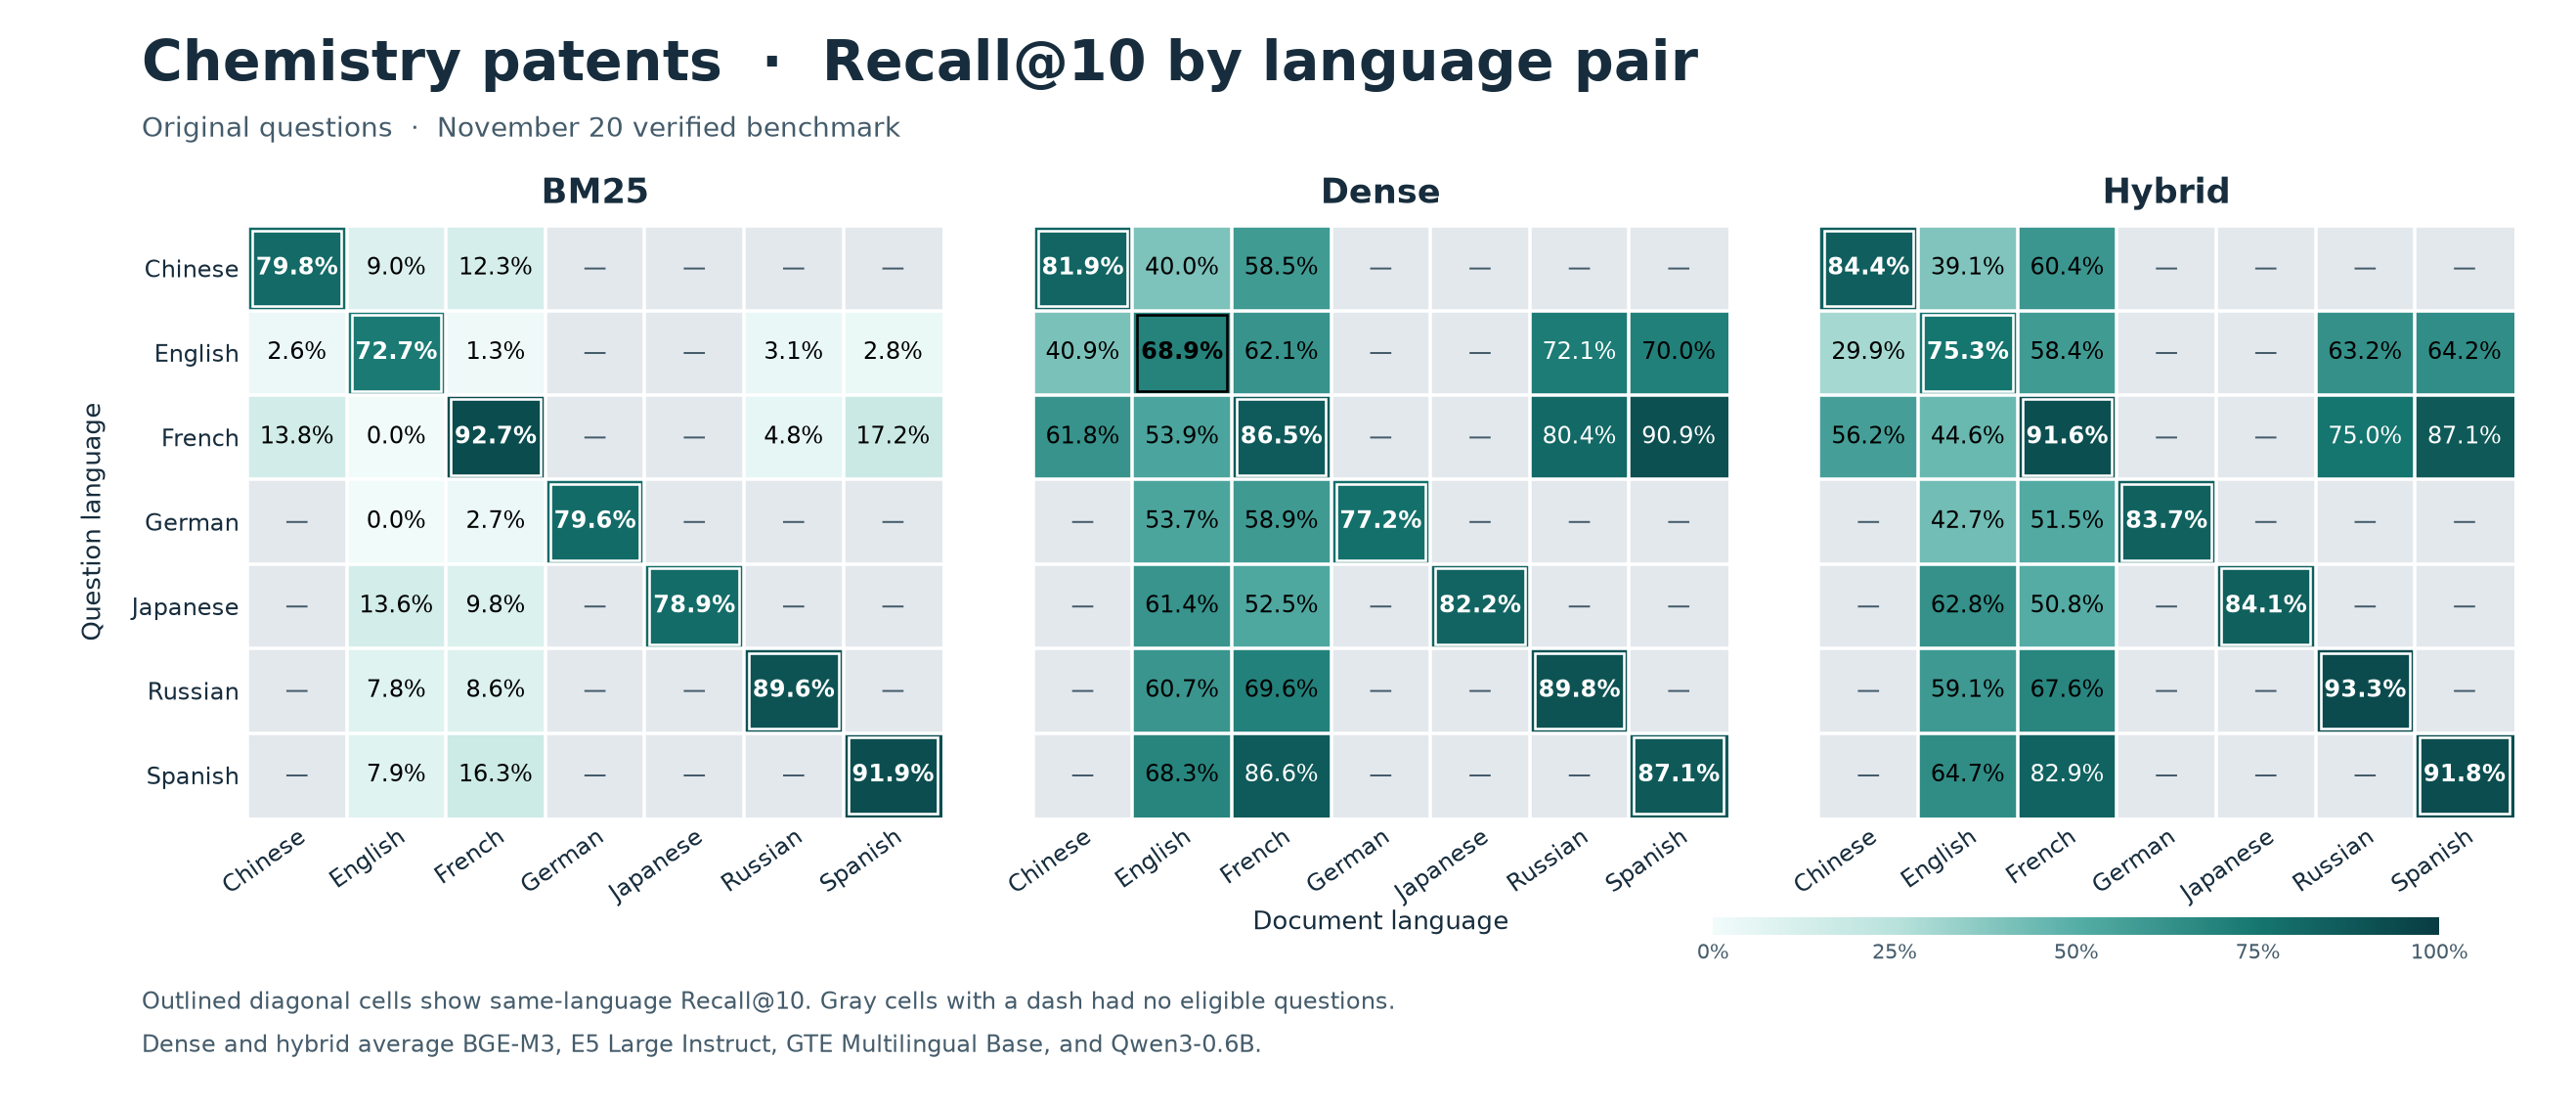 Chemistry patents · Recall@10 by language pair
Original questions · November 20 verified benchmark
BM25 Dense Hybrid
Chinese 79.8% 9.0% 12.3% — — — — 81.9% 40.0% 58.5% — — — — 84.4% 39.1% 60.4% — — — —
English 2.6% 72.7% 1.3% — — 3.1% 2.8% 40.9% 68.9% 62.1% — — 72.1% 70.0% 29.9% 75.3% 58.4% — — 63.2% 64.2%
French 13.8% 0.0% 92.7% — — 4.8% 17.2% 61.8% 53.9% 86.5% — — 80.4% 90.9% 56.2% 44.6% 91.6% — — 75.0% 87.1%
German — 0.0% 2.7% 79.6% — — — — 53.7% 58.9% 77.2% — — — — 42.7% 51.5% 83.7% — — —
Japanese — 13.6% 9.8% — 78.9% — — — 61.4% 52.5% — 82.2% — — — 62.8% 50.8% — 84.1% — —
Russian — 7.8% 8.6% — — 89.6% — — 60.7% 69.6% — — 89.8% — — 59.1% 67.6% — — 93.3% —
Spanish — 7.9% 16.3% — — — 91.9% — 68.3% 86.6% — — — 87.1% — 64.7% 82.9% — — — 91.8%
Question language
Chinese English French German Japanese Russian Spanish Chinese English French German Japanese Russian Spanish Chinese English French German Japanese Russian Spanish
Document language
0% 25% 50% 75% 100%
Outlined diagonal cells show same-language Recall@10. Gray cells with a dash had no eligible questions.
Dense and hybrid average BGE-M3, E5 Large Instruct, GTE Multilingual Base, and Qwen3-0.6B.